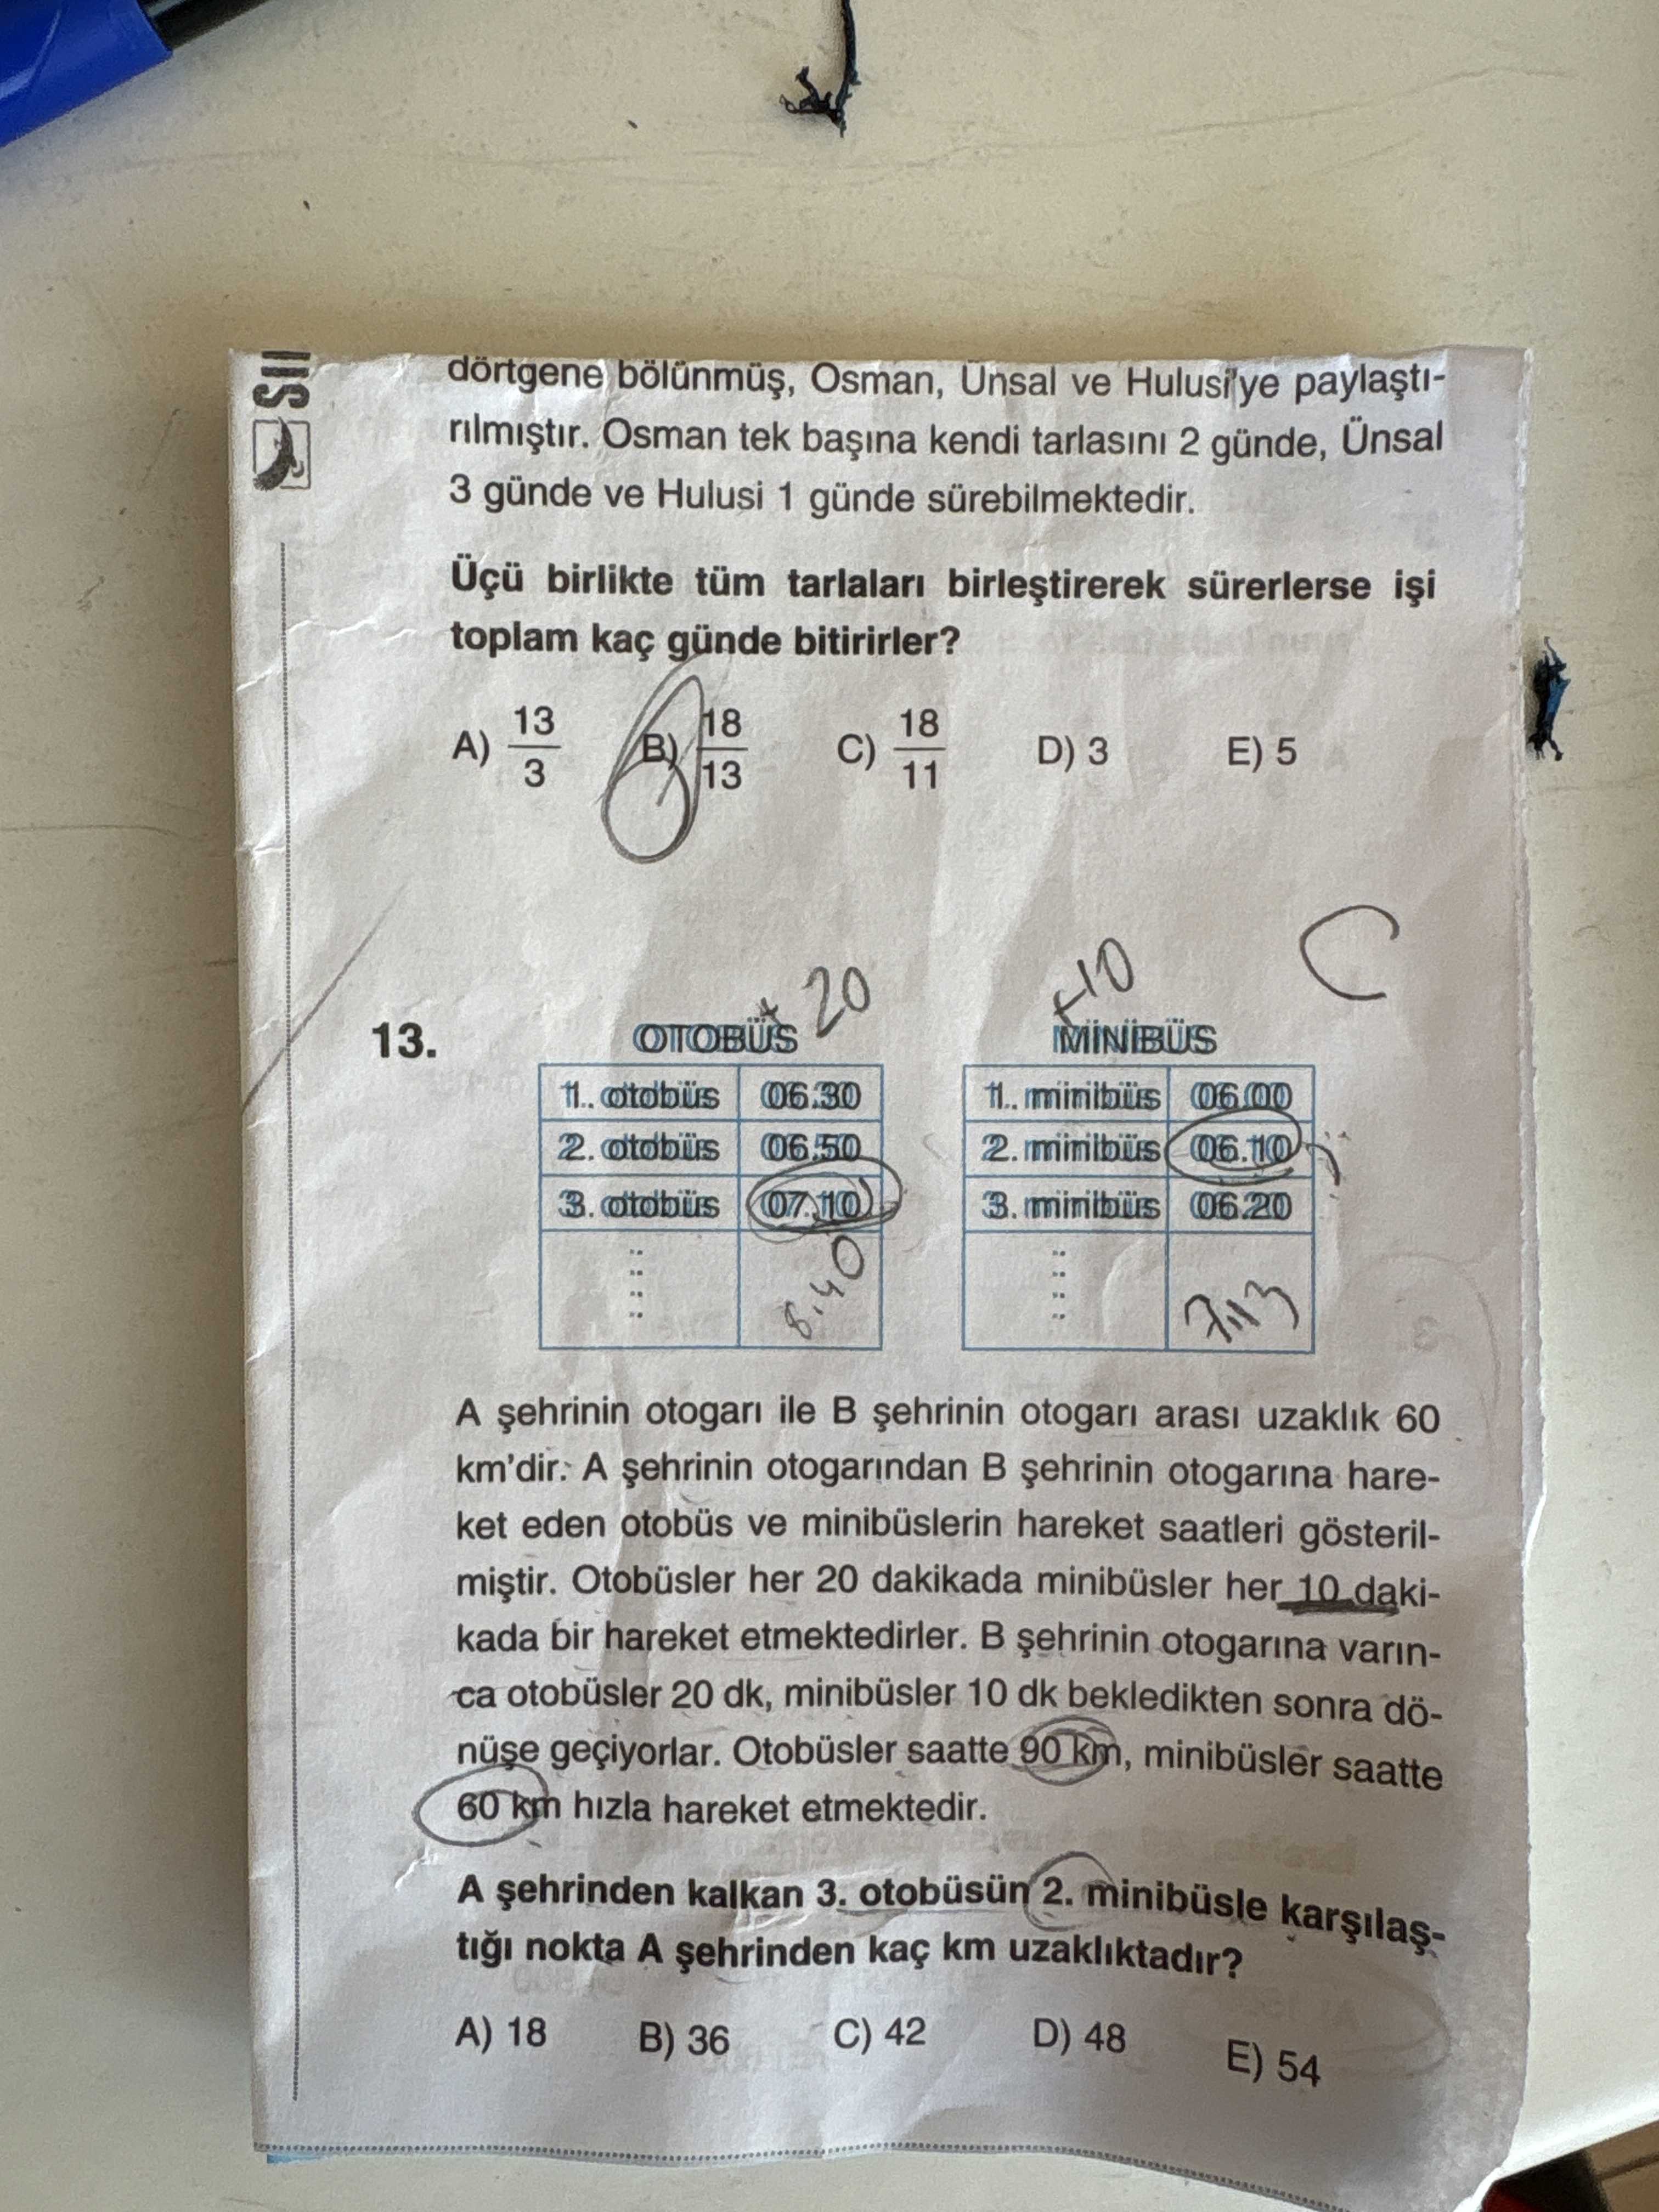 dörtgene bölünmüş, Osman, Ünsal ve Hulusi'ye paylaştı-
rılmıştır. Osman tek başına kendi tarlasını 2 günde, Ünsal
3 günde ve Hulusi 1 günde sürebilmektedir.
Üçü birlikte tüm tarlaları birleştirerek sürerlerse işi
toplam kaç günde bitirirler?
A) 13/3 B) 18/13 C) 18/11 D) 3 E) 5
C
+20 +10
13. OTOBÜS MİNİBÜS
1. otobüs 06.30 1. minibüs 06.00
2. otobüs 06.50 2. minibüs 06.10
3. otobüs 07.10 3. minibüs 06.20
8.40
A şehrinin otogarı ile B şehrinin otogarı arası uzaklık 60
km'dir. A şehrinin otogarından B şehrinin otogarına hare-
ket eden otobüs ve minibüslerin hareket saatleri gösteril-
miştir. Otobüsler her 20 dakikada minibüsler her 10 daki-
kada bir hareket etmektedirler. B şehrinin otogarına varın-
ca otobüsler 20 dk, minibüsler 10 dk bekledikten sonra dö-
nüşe geçiyorlar. Otobüsler saatte 90 km, minibüsler saatte
60 km hızla hareket etmektedir.
A şehrinden kalkan 3. otobüsün 2. minibüsle karşılaş-
tığı nokta A şehrinden kaç km uzaklıktadır?
A) 18 B) 36 C) 42 D) 48 E) 54